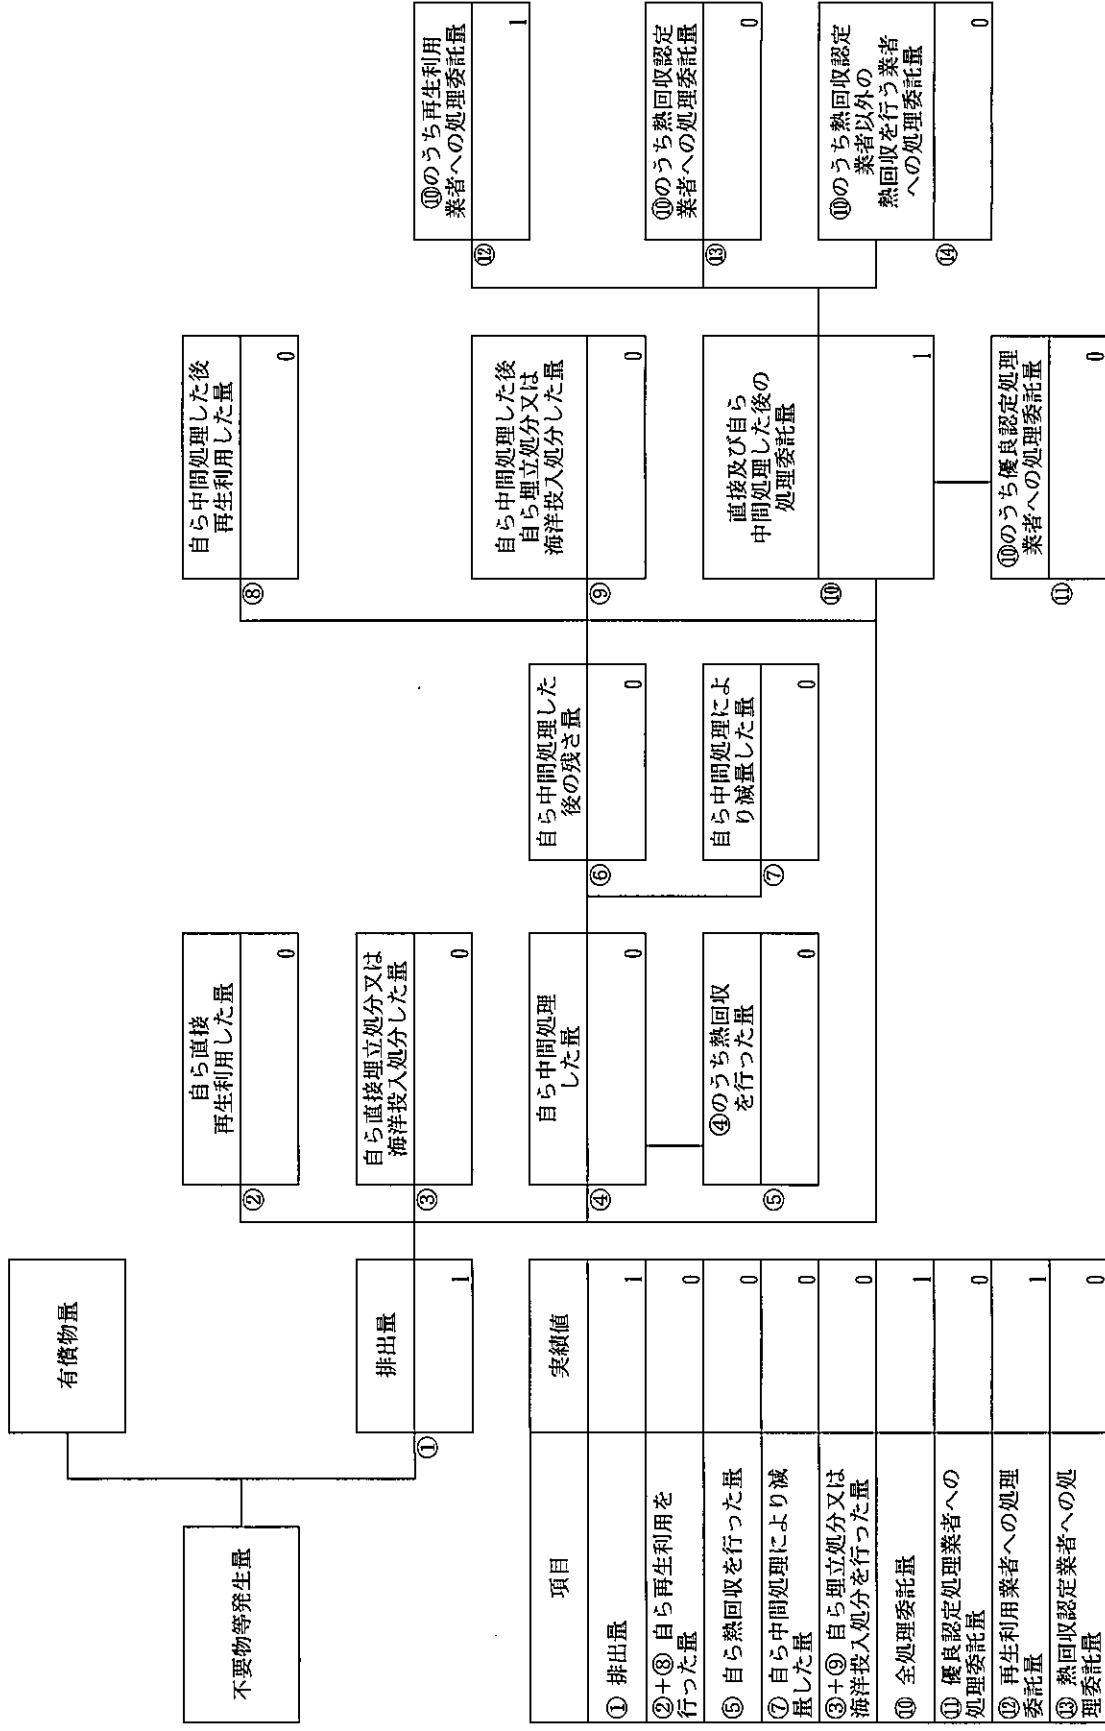 不要物等発生量
有償物量
排出量
①
1
②
自ら直接
再生利用した量
0
③
自ら直接埋立処分又は
海洋投入処分した量
0
④
自ら中間処理
した量
0
⑤
④のうち熱回収
を行った量
0
⑥
自ら中間処理した
後の残さ量
0
⑦
自ら中間処理によ
り減量した量
0
⑧
自ら中間処理した後
再生利用した量
0
⑨
自ら中間処理した後
自ら埋立処分又は
海洋投入処分した量
0
⑩
直接及び自ら
中間処理した後の
処理委託量
1
⑪
⑩のうち優良認定処理
業者への処理委託量
0
⑫
⑩のうち再生利用
業者への処理委託量
1
⑬
⑩のうち熱回収認定
業者への処理委託量
0
⑭
⑩のうち熱回収認定
業者以外の
熱回収を行う業者
への処理委託量
0
項目 実績値
① 排出量 1
②+⑧ 自ら再生利用を
行った量 0
⑤ 自ら熱回収を行った量 0
⑦ 自ら中間処理により減
量した量 0
③+⑨ 自ら埋立処分又は
海洋投入処分を行った量 0
⑩ 全処理委託量 1
⑪ 優良認定処理業者への
処理委託量 0
⑫ 再生利用業者への処理
委託量 1
⑬ 熱回収認定業者への処
理委託量 0